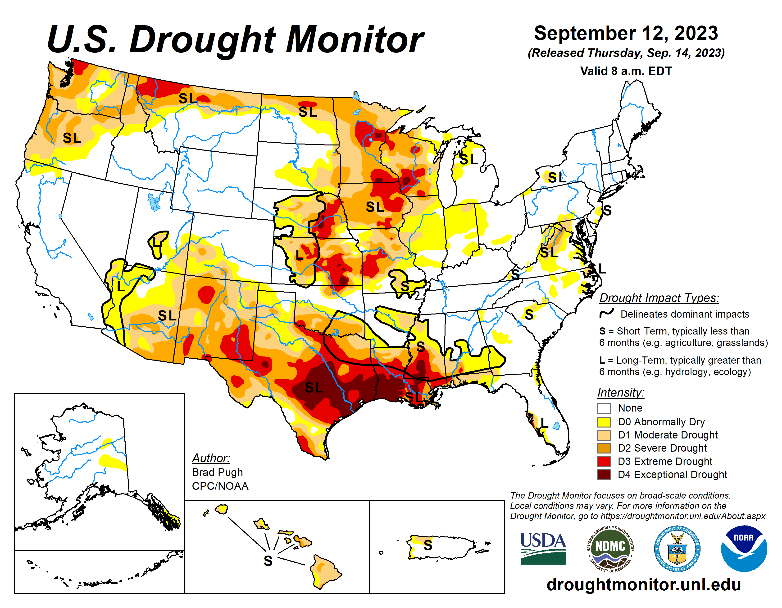 U.S. Drought Monitor
September 12, 2023
(Released Thursday, Sep. 14, 2023)
Valid 8 a.m. EDT
SL
SL
SL
SL
SL
S
SL
L
L
SL
S
S
L
L
SL
S
S
SL
SL
L
Drought Impact Types:
Delineates dominant impacts
S = Short-Term, typically less than
6 months (e.g. agriculture, grasslands)
L = Long-Term, typically greater than
6 months (e.g. hydrology, ecology)
Intensity:
None
D0 Abnormally Dry
D1 Moderate Drought
D2 Severe Drought
D3 Extreme Drought
D4 Exceptional Drought
Author:
Brad Pugh
CPC/NOAA
S
S
The Drought Monitor focuses on broad-scale conditions.
Local conditions may vary. For more information on the
Drought Monitor, go to https://droughtmonitor.unl.edu/About.aspx
USDA
NDMC
NOAA
droughtmonitor.unl.edu